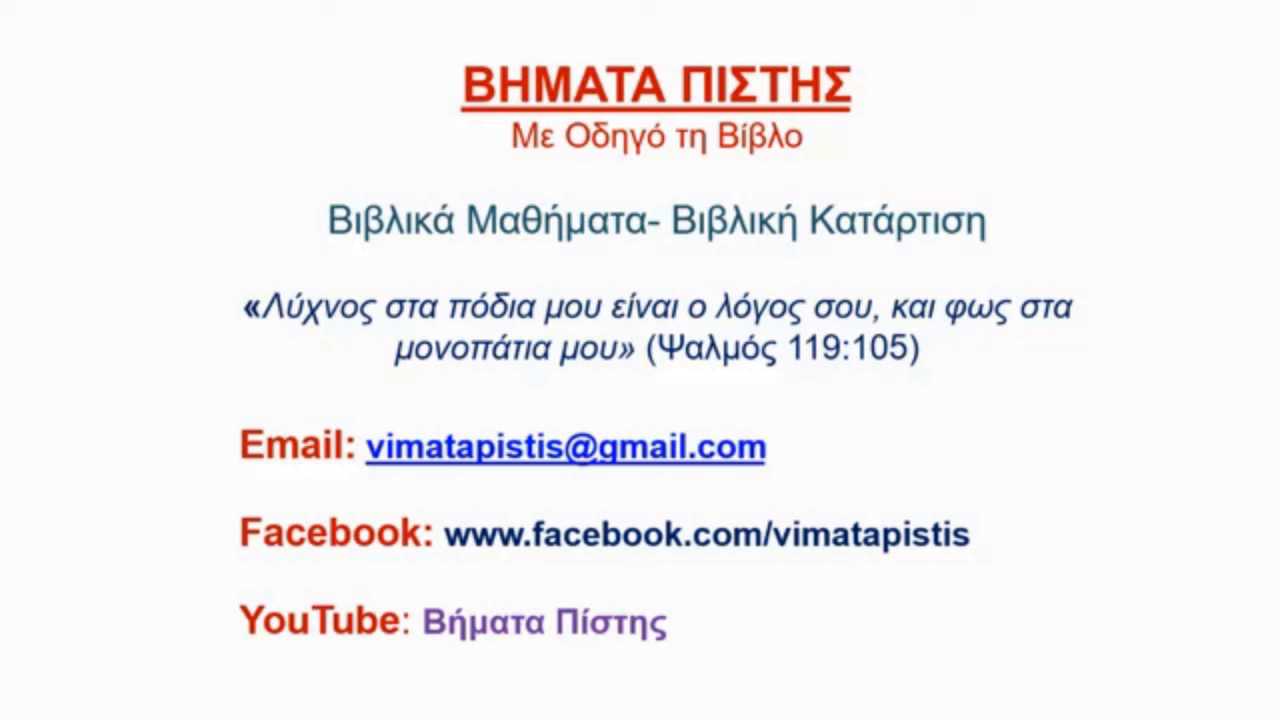 ΒΗΜΑΤΑ ΠΙΣΤΗΣ
Με Οδηγό τη Βίβλο
Βιβλικά Μαθήματα- Βιβλική Κατάρτιση
«Λύχνος στα πόδια μου είναι ο λόγος σου, και φως στα
μονοπάτια μου» (Ψαλμός 119:105)
Email: vimatapistis@gmail.com
Facebook: www.facebook.com/vimatapistis
YouTube: Βήματα Πίστης